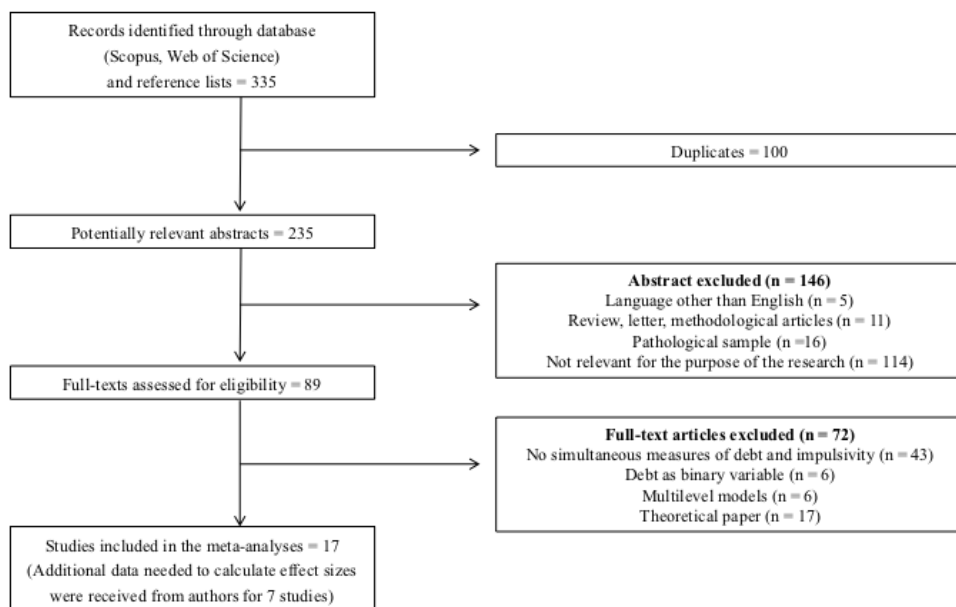 Records identified through database
(Scopus, Web of Science)
and reference lists = 335
Duplicates = 100
Potentially relevant abstracts = 235
Abstract excluded (n = 146)
Language other than English (n = 5)
Review, letter, methodological articles (n = 11)
Pathological sample (n =16)
Not relevant for the purpose of the research (n = 114)
Full-texts assessed for eligibility = 89
Full-text articles excluded (n = 72)
No simultaneous measures of debt and impulsivity (n = 43)
Debt as binary variable (n = 6)
Multilevel models (n = 6)
Theoretical paper (n = 17)
Studies included in the meta-analyses = 17
(Additional data needed to calculate effect sizes
were received from authors for 7 studies)